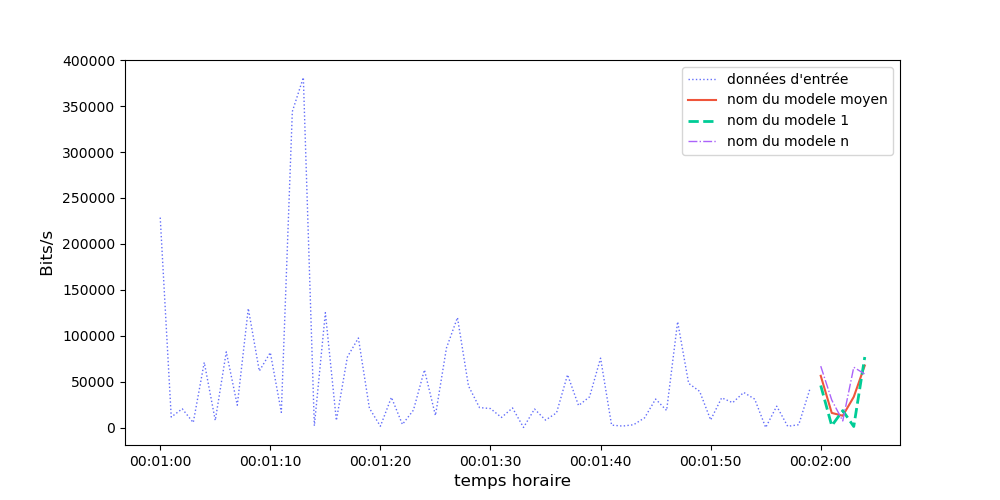 400000
350000
300000
250000
200000
150000
100000
50000
0
Bits/s
données d'entrée
nom du modele moyen
nom du modele 1
nom du modele n
00:01:00 00:01:10 00:01:20 00:01:30 00:01:40 00:01:50 00:02:00
temps horaire